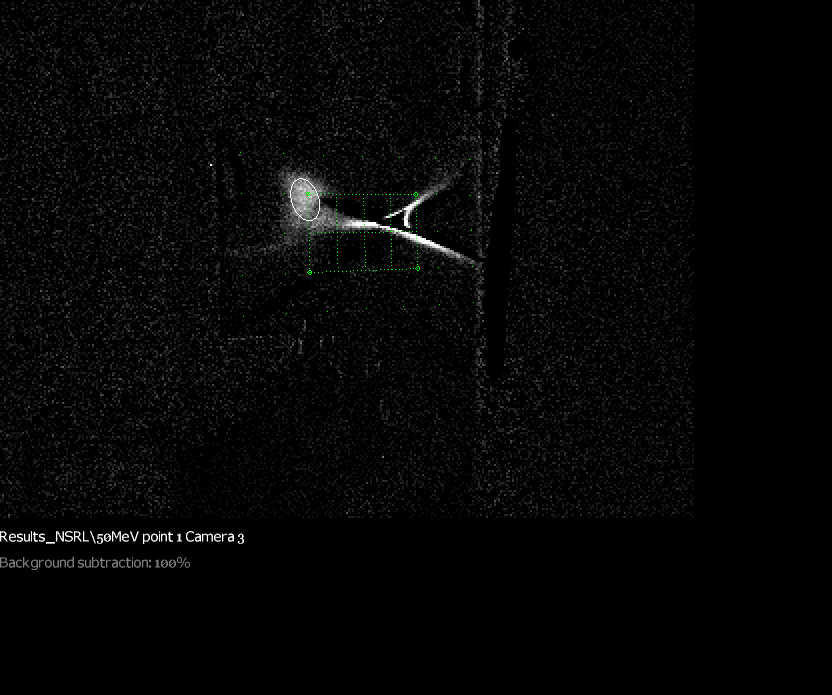 Results_NSRL\50MeV point 1 Camera 3
Background subtraction: 100%